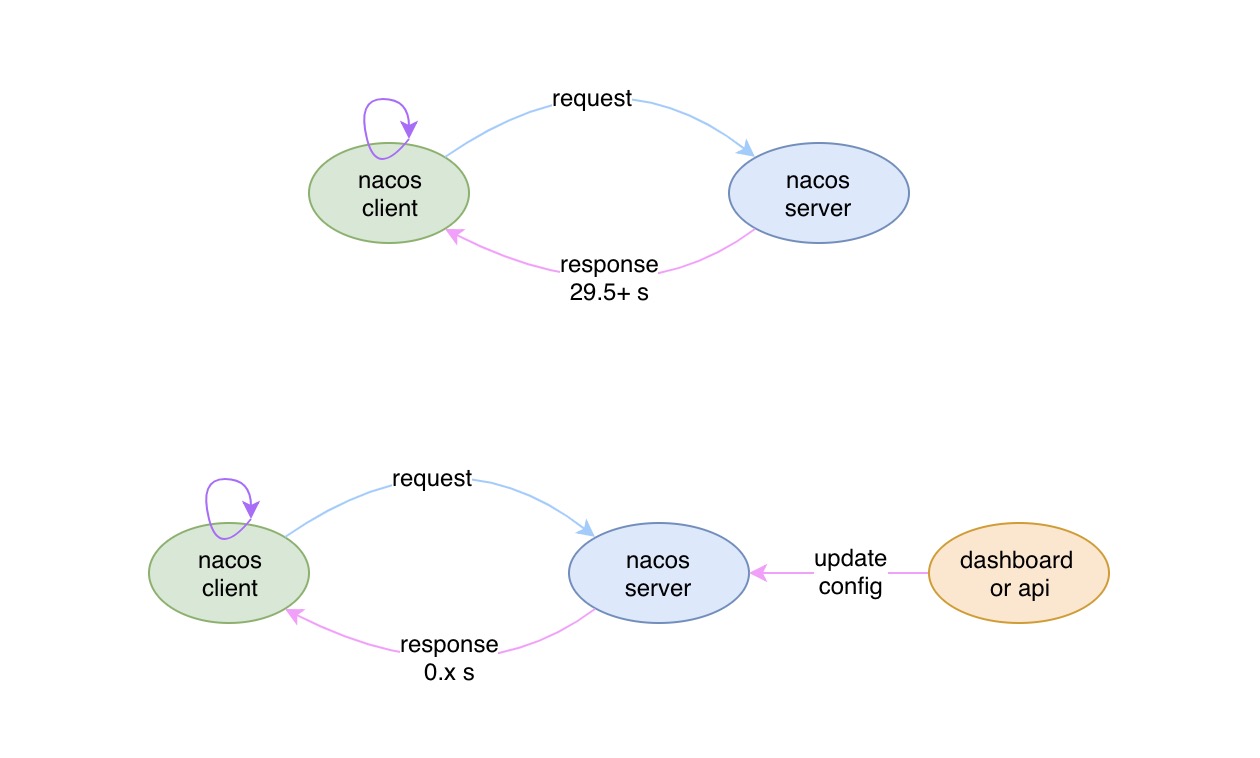 request
nacos
client
nacos
server
response
29.5+ s
request
nacos
client
nacos
server
update
config
dashboard
or api
response
0.x s